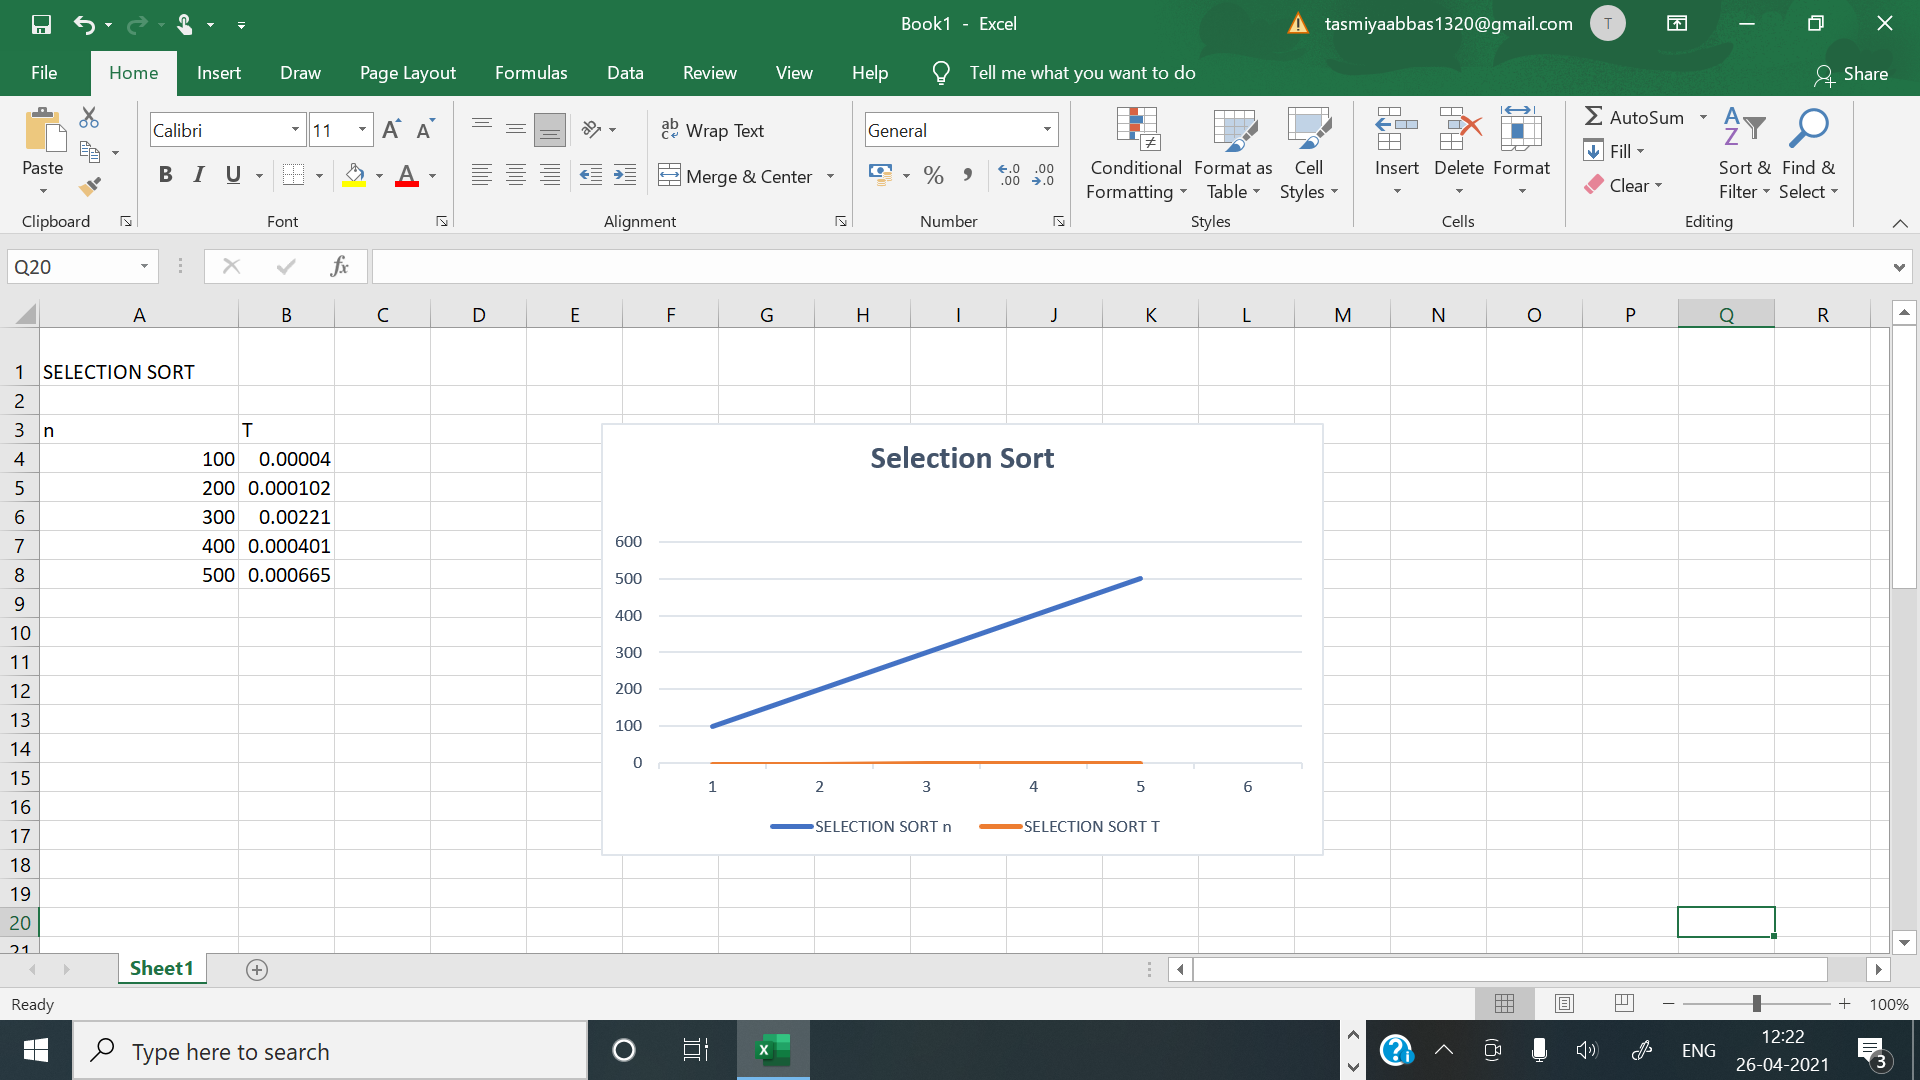 Book1 - Excel
tasmiyaabbas1320@gmail.com
T
File Home Insert Draw Page Layout Formulas Data Review View Help Tell me what you want to do
Share
Paste
Clipboard
Calibri 11
A A
B I U A
Font
ab Wrap Text
Merge & Center
Alignment
General
% , .0 .00 .00 .0
Number
Conditional Formatting
Format as Table
Cell Styles
Styles
Insert Delete Format
Cells
Σ AutoSum
Fill
Clear
Sort & Filter
Find & Select
Editing
Q20
fx
A B C D E F G H I J K L M N O P Q R
1 SELECTION SORT
2
3 n T
4 100 0.00004
5 200 0.000102
6 300 0.00221
7 400 0.000401
8 500 0.000665
9
10
11
12
13
14
15
16
17
18
19
20
21
Selection Sort
600
500
400
300
200
100
0
1 2 3 4 5 6
SELECTION SORT n SELECTION SORT T
Sheet1
Ready
100%
Type here to search
ENG
12:22
26-04-2021
3